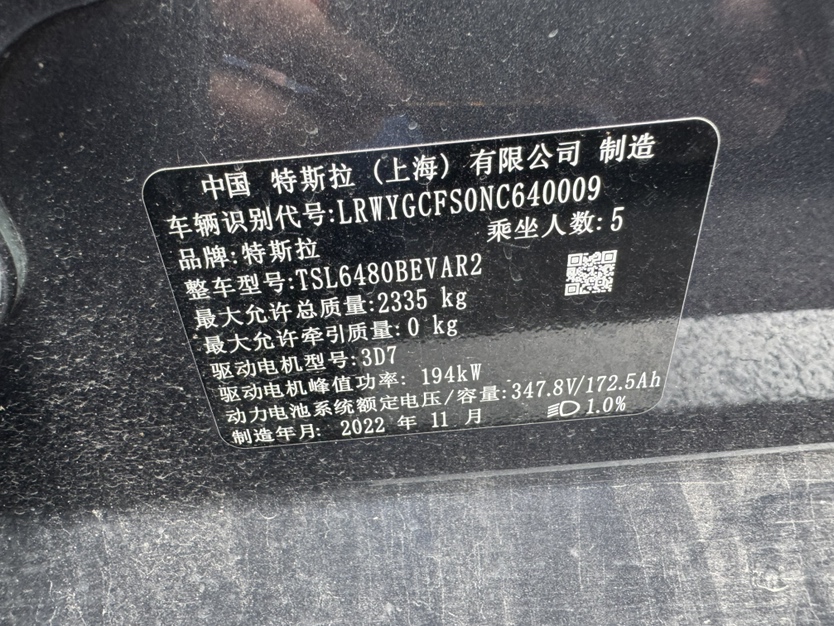 中国 特斯拉（上海）有限公司 制造
车辆识别代号:LRWYGCFS0NC640009
品牌:特斯拉 乘坐人数:5
整车型号:TSL6480BEVAR2
最大允许总质量:2335 kg
最大允许牵引质量:0 kg
驱动电机型号:3D7
驱动电机峰值功率: 194kW
动力电池系统额定电压/容量:347.8V/172.5Ah
制造年月: 2022 年 11 月 1.0%